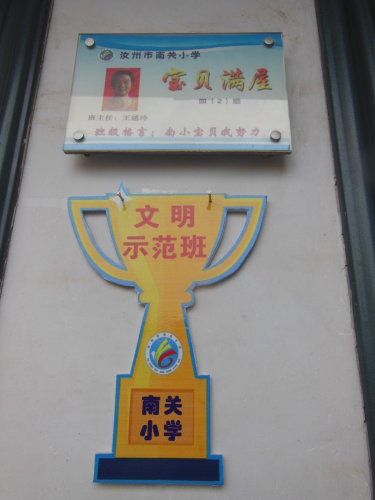 汝州市南关小学
宝贝满屋
四(2)班
班主任：王延玲
班级格言：南小宝贝我努力
文明
示范班
南关
小学